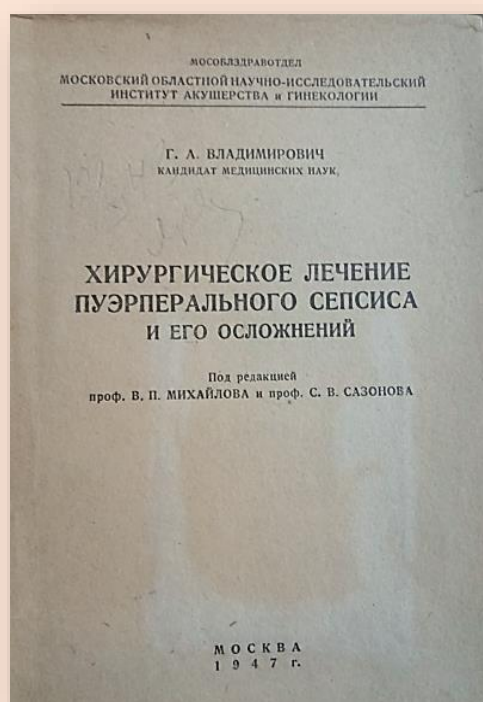 МОСОБЛЗДРАВОТДЕЛ
МОСКОВСКИЙ ОБЛАСТНОЙ НАУЧНО-ИССЛЕДОВАТЕЛЬСКИЙ
ИНСТИТУТ АКУШЕРСТВА и ГИНЕКОЛОГИИ
Г. А. ВЛАДИМИРОВИЧ
КАНДИДАТ МЕДИЦИНСКИХ НАУК
ХИРУРГИЧЕСКОЕ ЛЕЧЕНИЕ
ПУЭРПЕРАЛЬНОГО СЕПСИСА
И ЕГО ОСЛОЖНЕНИЙ
Под редакцией
проф. В. П. МИХАЙЛОВА и проф. С. В. САЗОНОВА
МОСКВА
1947 г.